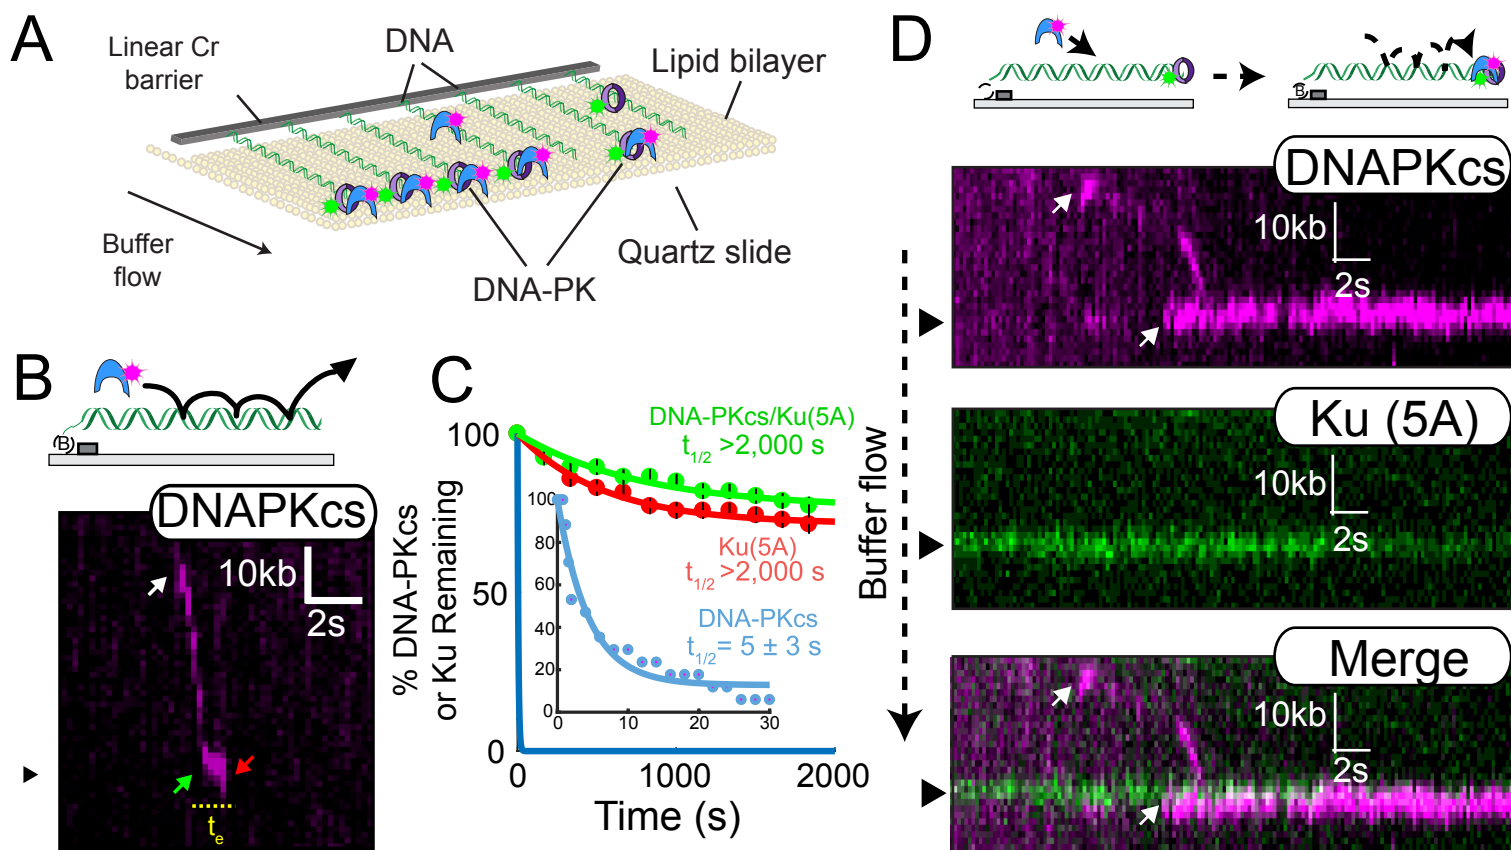 A
Linear Cr
barrier
DNA
Lipid bilayer
Buffer
flow
DNA-PK
Quartz slide
B
B
DNAPKcs
10kb
2s
te
C
% DNA-PKcs
or Ku Remaining
100
50
0
0
1000
2000
Time (s)
DNA-PKcs/Ku(5A)
t1/2 >2,000 s
Ku(5A)
t1/2 >2,000 s
DNA-PKcs
t1/2 = 5 ± 3 s
100
80
60
40
20
0
0
10
20
30
D
B
Buffer flow
DNAPKcs
10kb
2s
Ku (5A)
10kb
2s
Merge
10kb
2s